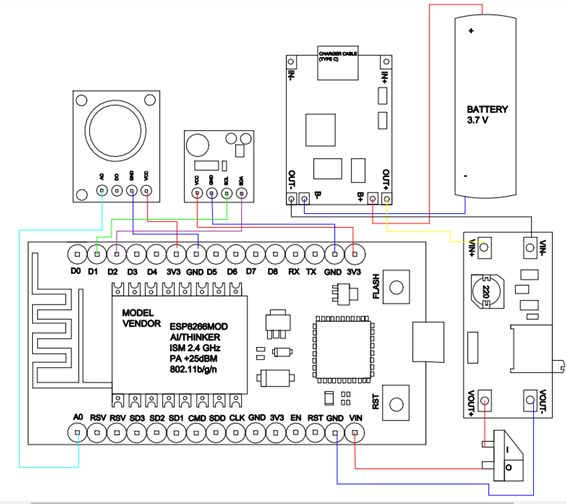 CHARGER CABLE
(TYPE C)
IN-
IN+
+
BATTERY
3.7 V
-
AO
DO
GND
VCC
VCC
GND
SCL
SDA
OUT-
B-
B+
OUT+
VIN+
VIN-
D0
D1
D2
D3
D4
3V3
GND
D5
D6
D7
D8
RX
TX
GND
3V3
FLASH
220
MODEL
VENDOR
ESP8266MOD
AI/THINKER
ISM 2.4 GHz
PA +25dBM
802.11b/g/n
RST
VOUT+
VOUT-
A0
RSV
RSV
SD3
SD2
SD1
CMD
SDD
CLK
GND
3V3
EN
RST
GND
VIN
I
O